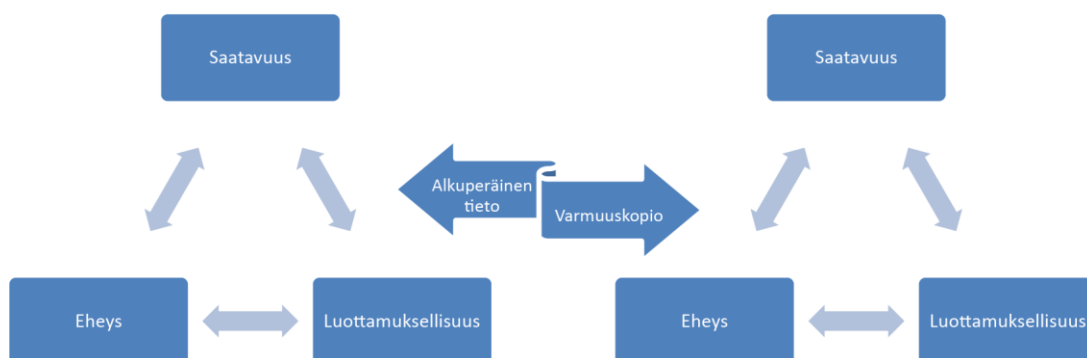 Saatavuus
Saatavuus
Alkuperäinen
tieto
Varmuuskopio
Eheys
Luottamuksellisuus
Eheys
Luottamuksellisuus